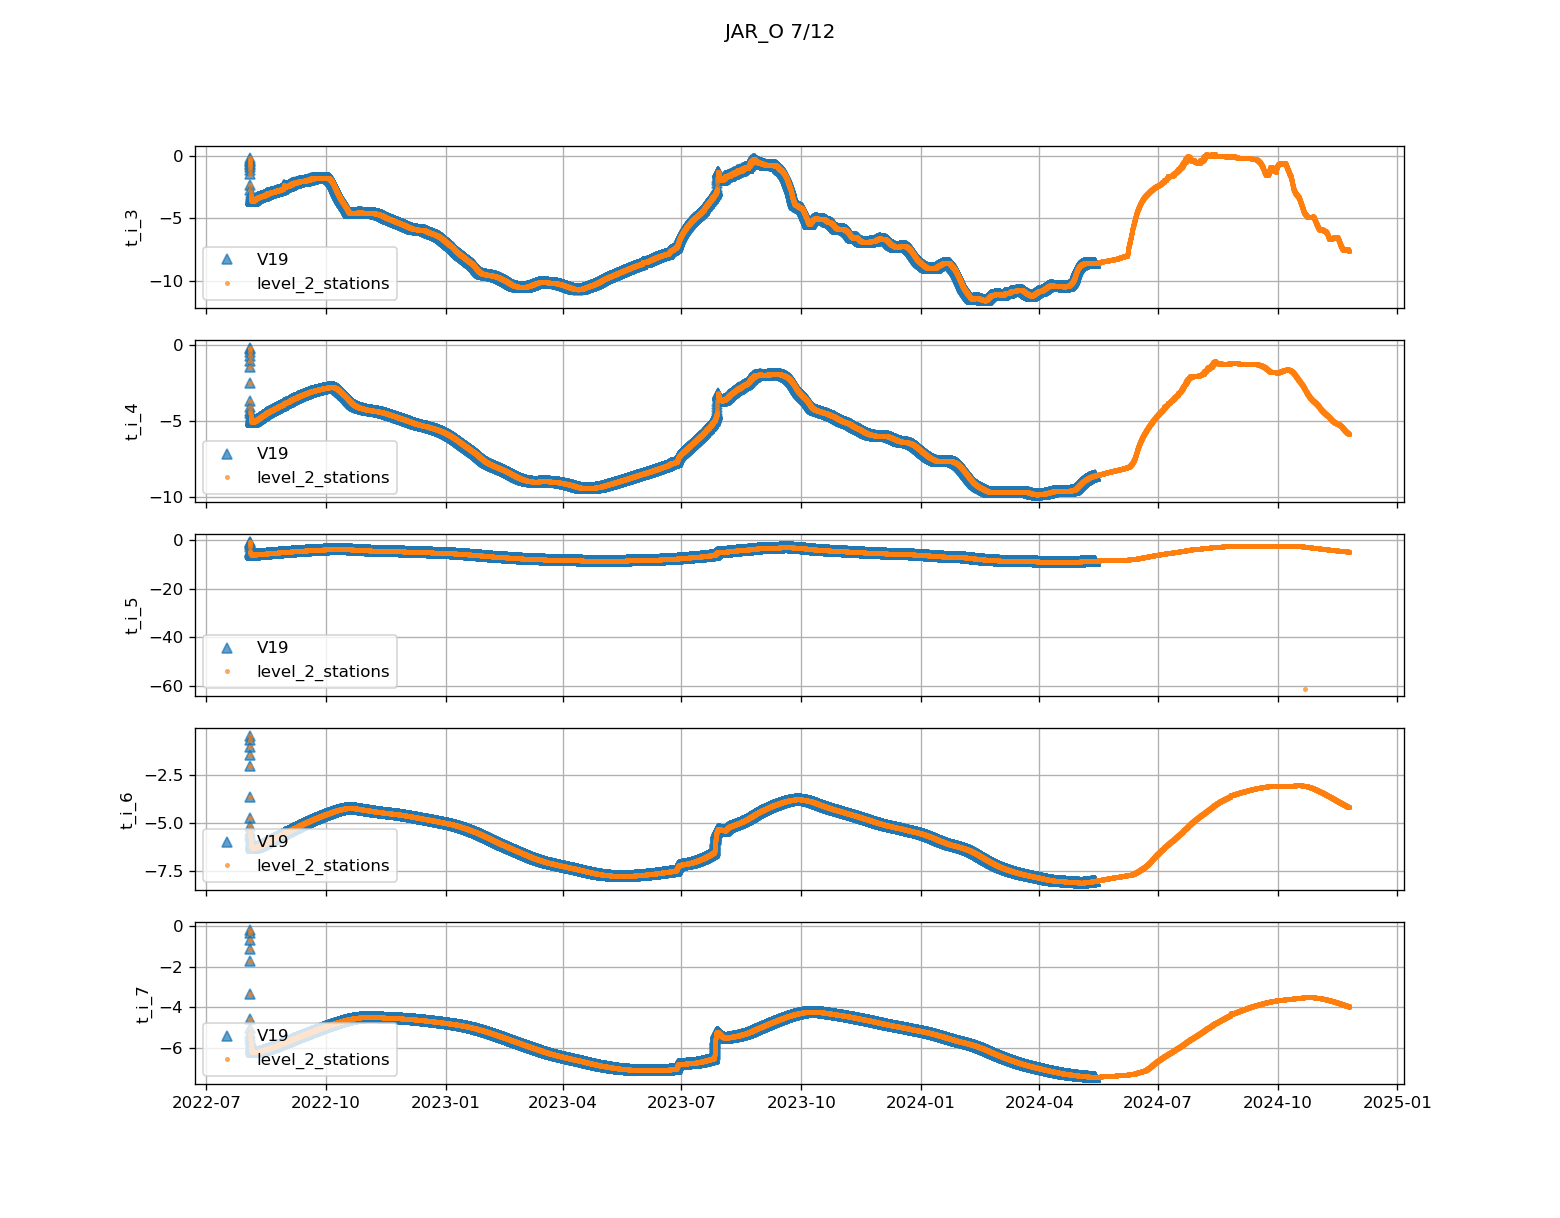 JAR_O 7/12
0
−5
−10
t_i_3
V19
level_2_stations
0
−5
−10
t_i_4
V19
level_2_stations
0
−20
−40
−60
t_i_5
V19
level_2_stations
−2.5
−5.0
−7.5
t_i_6
V19
level_2_stations
0
−2
−4
−6
t_i_7
V19
level_2_stations
2022-07 2022-10 2023-01 2023-04 2023-07 2023-10 2024-01 2024-04 2024-07 2024-10 2025-01